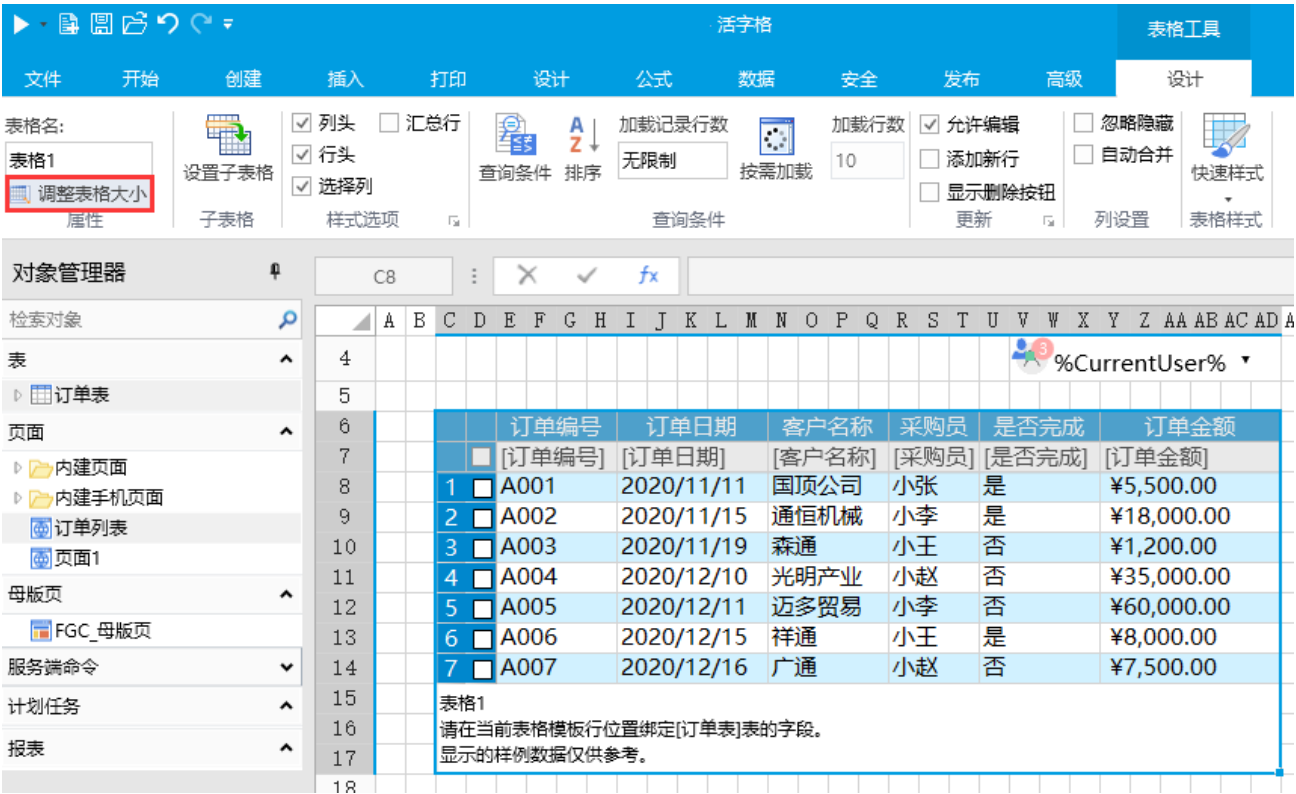 活字格
表格工具
文件 开始 创建 插入 打印 设计 公式 数据 安全 发布 高级 设计
表格名:
表格1
调整表格大小
属性
设置子表格
子表格
列头 汇总行
行头
选择列
样式选项
查询条件 排序
加载记录行数
无限制
按需加载
加载行数
10
查询条件
允许编辑
添加新行
显示删除按钮
更新
忽略隐藏
自动合并
列设置
快速样式
表格样式
对象管理器
检索对象
表
订单表
页面
内建页面
内建手机页面
订单列表
页面1
母版页
FGC_母版页
服务端命令
计划任务
报表
C8 fx
A B C D E F G H I J K L M N O P Q R S T U V W X Y Z AA AB AC AD A
4 3 %CurrentUser%
5
6 订单编号 订单日期 客户名称 采购员 是否完成 订单金额
7 [订单编号] [订单日期] [客户名称] [采购员] [是否完成] [订单金额]
8 1 A001 2020/11/11 国顶公司 小张 是 ¥5,500.00
9 2 A002 2020/11/15 通恒机械 小李 是 ¥18,000.00
10 3 A003 2020/11/19 森通 小王 否 ¥1,200.00
11 4 A004 2020/12/10 光明产业 小赵 否 ¥35,000.00
12 5 A005 2020/12/11 迈多贸易 小李 否 ¥60,000.00
13 6 A006 2020/12/15 祥通 小王 是 ¥8,000.00
14 7 A007 2020/12/16 广通 小赵 否 ¥7,500.00
15 表格1
16 请在当前表格模板行位置绑定[订单表]表的字段。
17 显示的样例数据仅供参考。
18